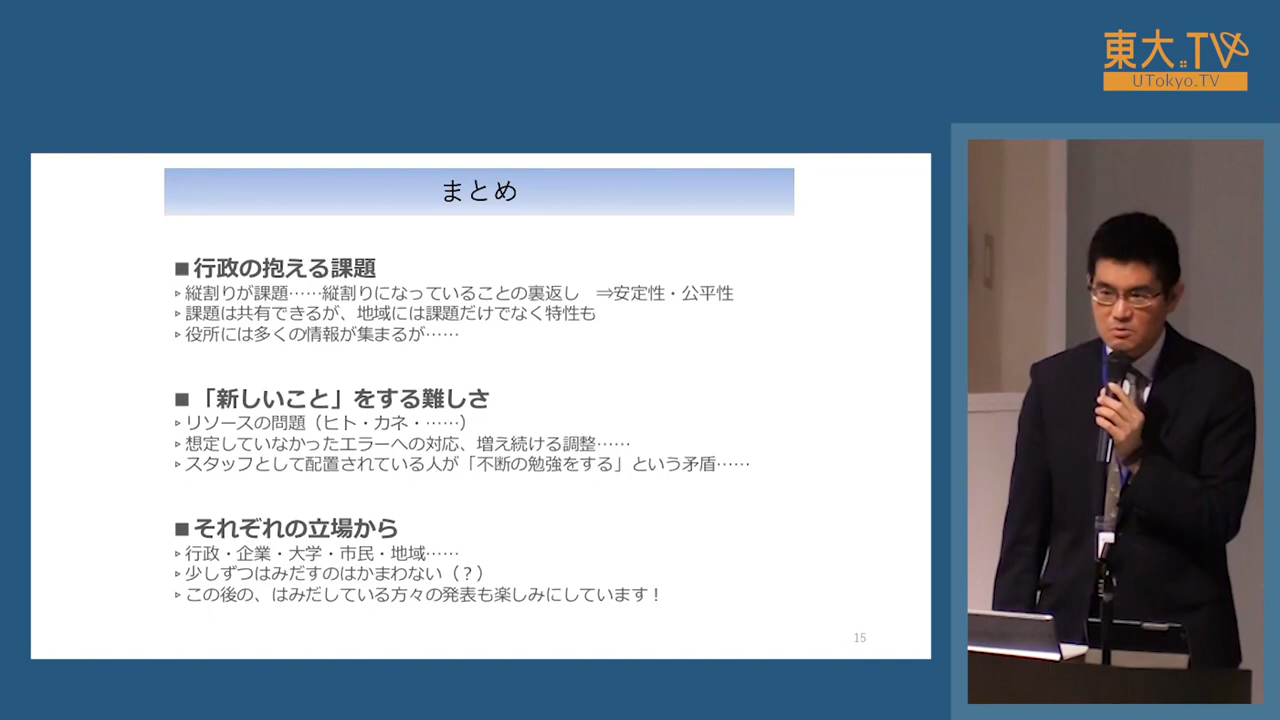 東大.TV
UTokyo.TV
まとめ
■行政の抱える課題
▹縦割りが課題……縦割りになっていることの裏返し ⇒安定性・公平性
▹課題は共有できるが、地域には課題だけでなく特性も
▹役所には多くの情報が集まるが……
■「新しいこと」をする難しさ
▹リソースの問題（ヒト・カネ・……）
▹想定していなかったエラーへの対応、増え続ける調整……
▹スタッフとして配置されている人が「不断の勉強をする」という矛盾……
■それぞれの立場から
▹行政・企業・大学・市民・地域……
▹少しずつはみだすのはかまわない（？）
▹この後の、はみだしている方々の発表も楽しみにしています！
15